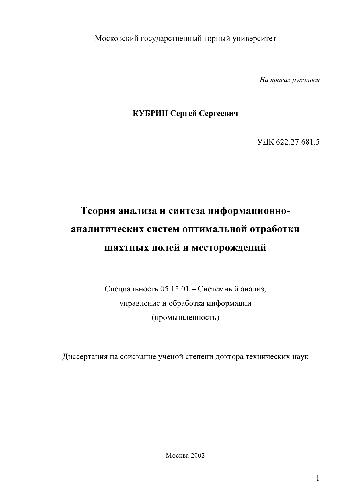 Московский государственный горный университет
На правах рукописи
КУБРИН Сергей Сергеевич
УДК 622.27-681.5
Теория анализа и синтеза информационно-
аналитических систем оптимальной отработки
шахтных полей и месторождений
Специальность 05.13.01 – Системный анализ,
управление и обработка информации
(промышленность)
Диссертация на соискание ученой степени доктора технических наук
Москва 2002
1